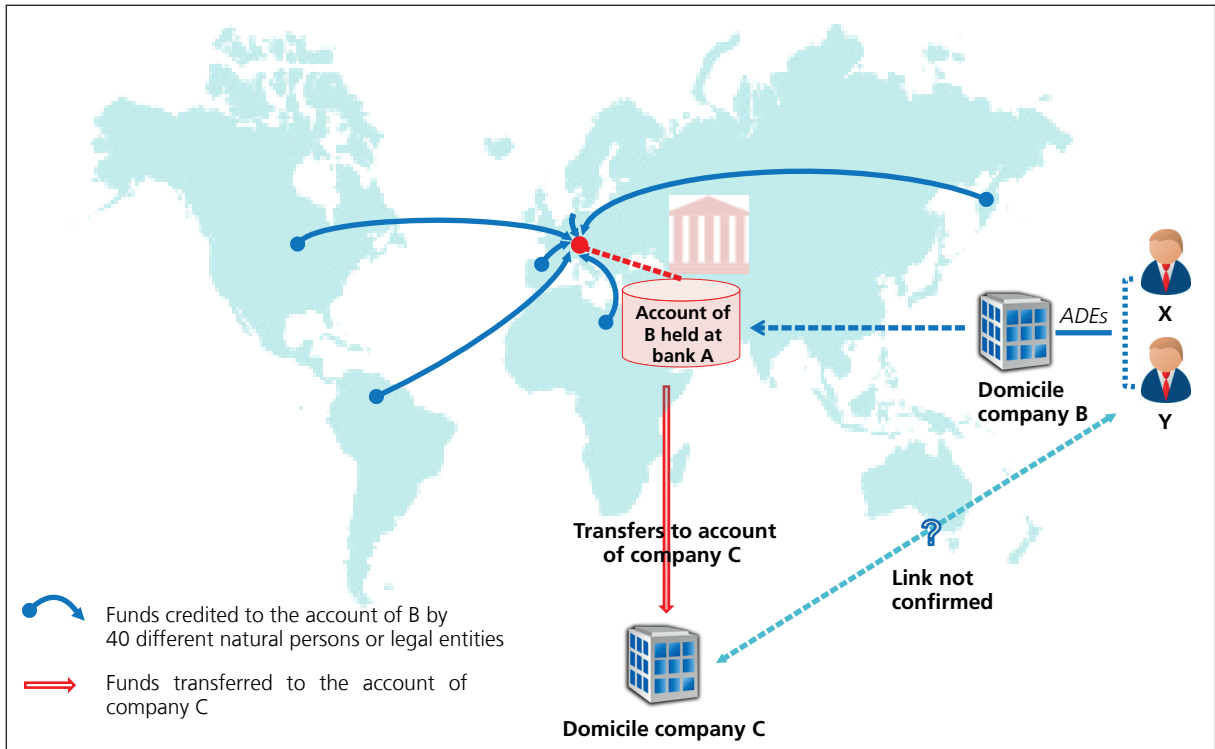 Account of
B held at
bank A
ADEs
X
Domicile
company B
Y
Transfers to account
of company C
?
Link not
confirmed
Funds credited to the account of B by
40 different natural persons or legal entities
Funds transferred to the account of
company C
Domicile company C